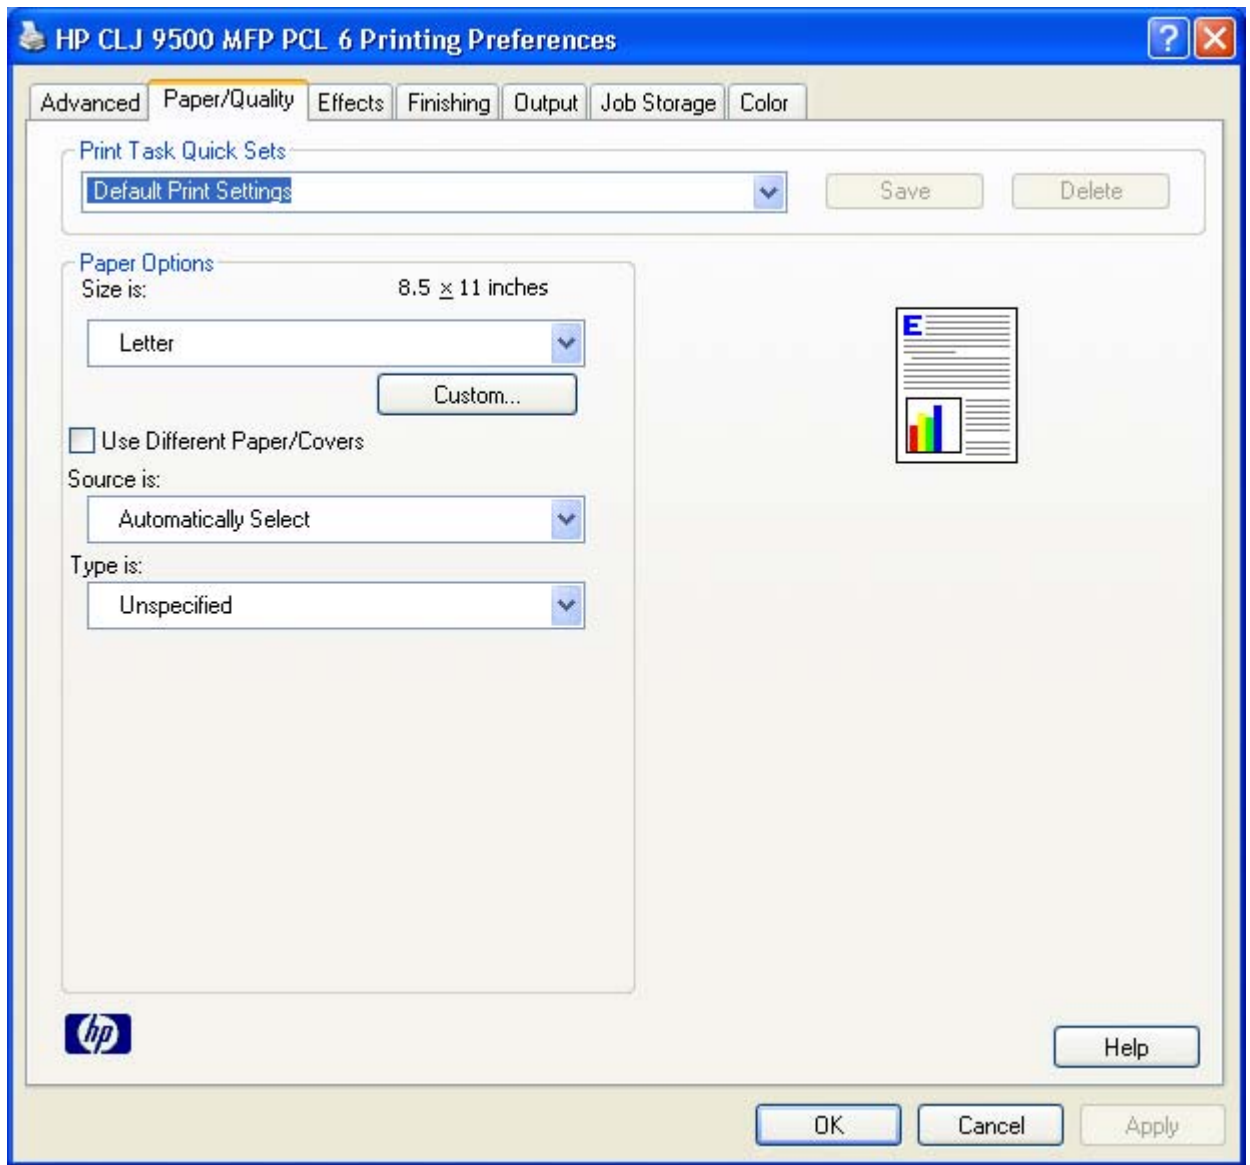 HP CLJ 9500 MFP PCL 6 Printing Preferences
?
Advanced Paper/Quality Effects Finishing Output Job Storage Color
Print Task Quick Sets
Default Print Settings Save Delete
Paper Options
Size is: 8.5 × 11 inches
Letter
Custom...
Use Different Paper/Covers
Source is:
Automatically Select
Type is:
Unspecified
E
hp
Help
OK Cancel Apply